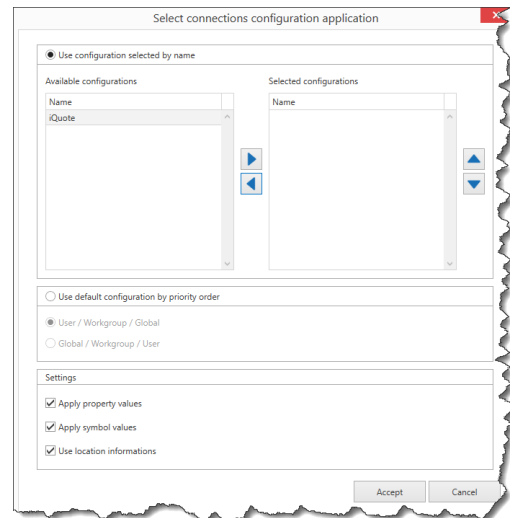 Select connections configuration application
Use configuration selected by name
Available configurations
Selected configurations
Name
Name
iQuote
Use default configuration by priority order
User / Workgroup / Global
Global / Workgroup / User
Settings
Apply property values
Apply symbol values
Use location informations
Accept
Cancel